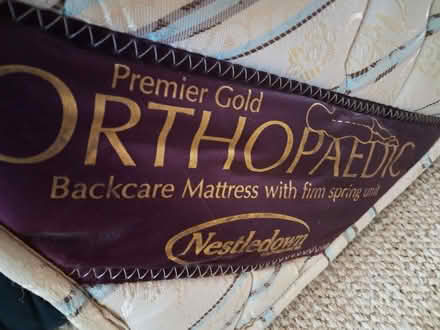 Premier Gold
ORTHOPAEDIC
Backcare Mattress with firm spring unit
Nestledown